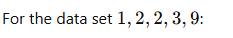 For the data set 1, 2, 2, 3, 9: